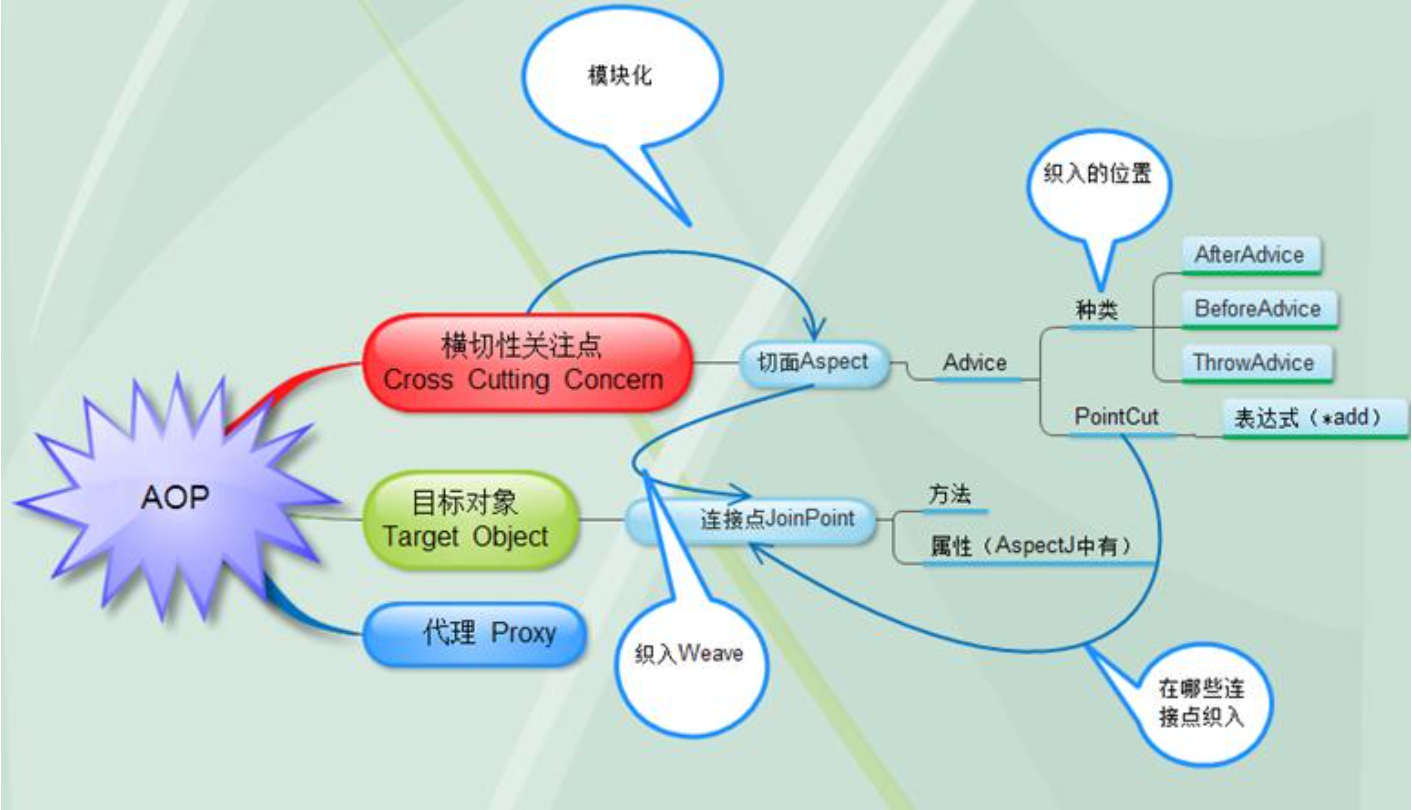 模块化
织入的位置
AfterAdvice
种类
BeforeAdvice
横切性关注点
Cross Cutting Concern
切面Aspect
Advice
ThrowAdvice
PointCut
表达式（*add）
AOP
目标对象
Target Object
连接点JoinPoint
方法
属性（AspectJ中有）
代理 Proxy
织入Weave
在哪些连
接点织入